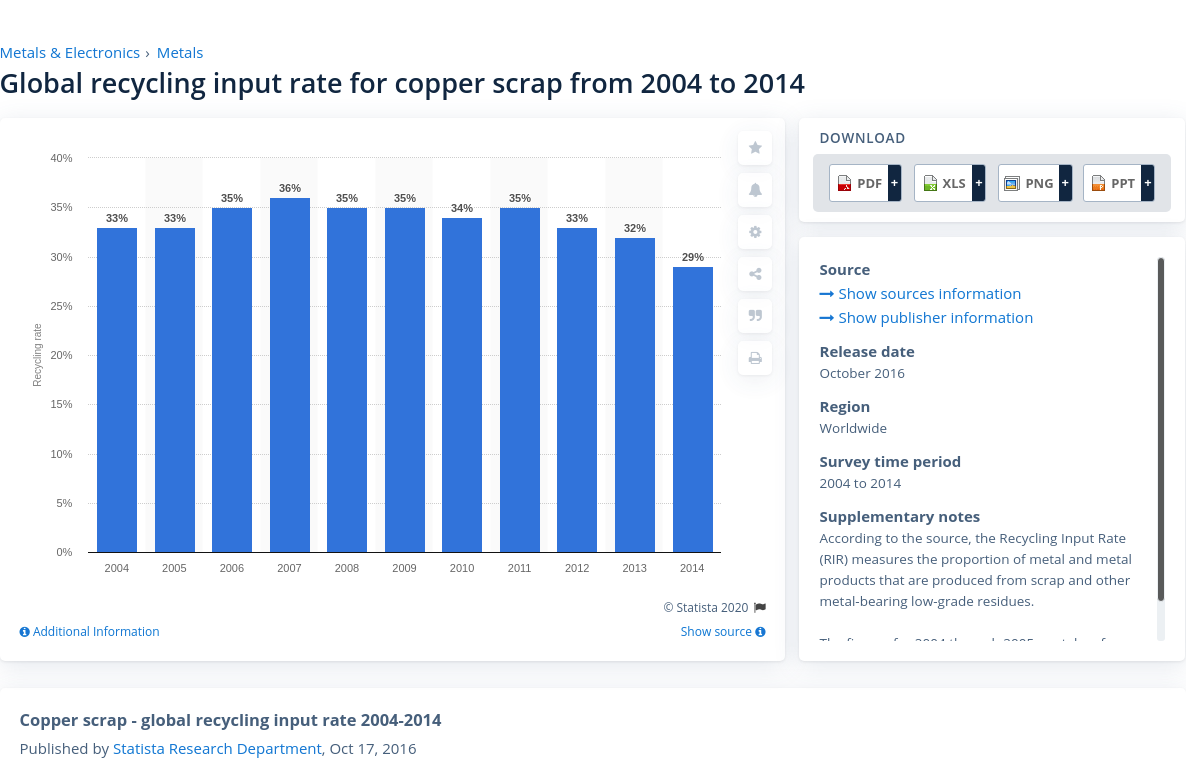 Metals & Electronics › Metals
Global recycling input rate for copper scrap from 2004 to 2014
40%
35%
30%
25%
20%
15%
10%
5%
0%
Recycling rate
33%
33%
35%
36%
35%
35%
34%
35%
33%
32%
29%
2004
2005
2006
2007
2008
2009
2010
2011
2012
2013
2014
© Statista 2020
Additional Information
Show source
DOWNLOAD
PDF +
XLS +
PNG +
PPT +
Source
Show sources information
Show publisher information
Release date
October 2016
Region
Worldwide
Survey time period
2004 to 2014
Supplementary notes
According to the source, the Recycling Input Rate
(RIR) measures the proportion of metal and metal
products that are produced from scrap and other
metal-bearing low-grade residues.
Copper scrap - global recycling input rate 2004-2014
Published by Statista Research Department, Oct 17, 2016